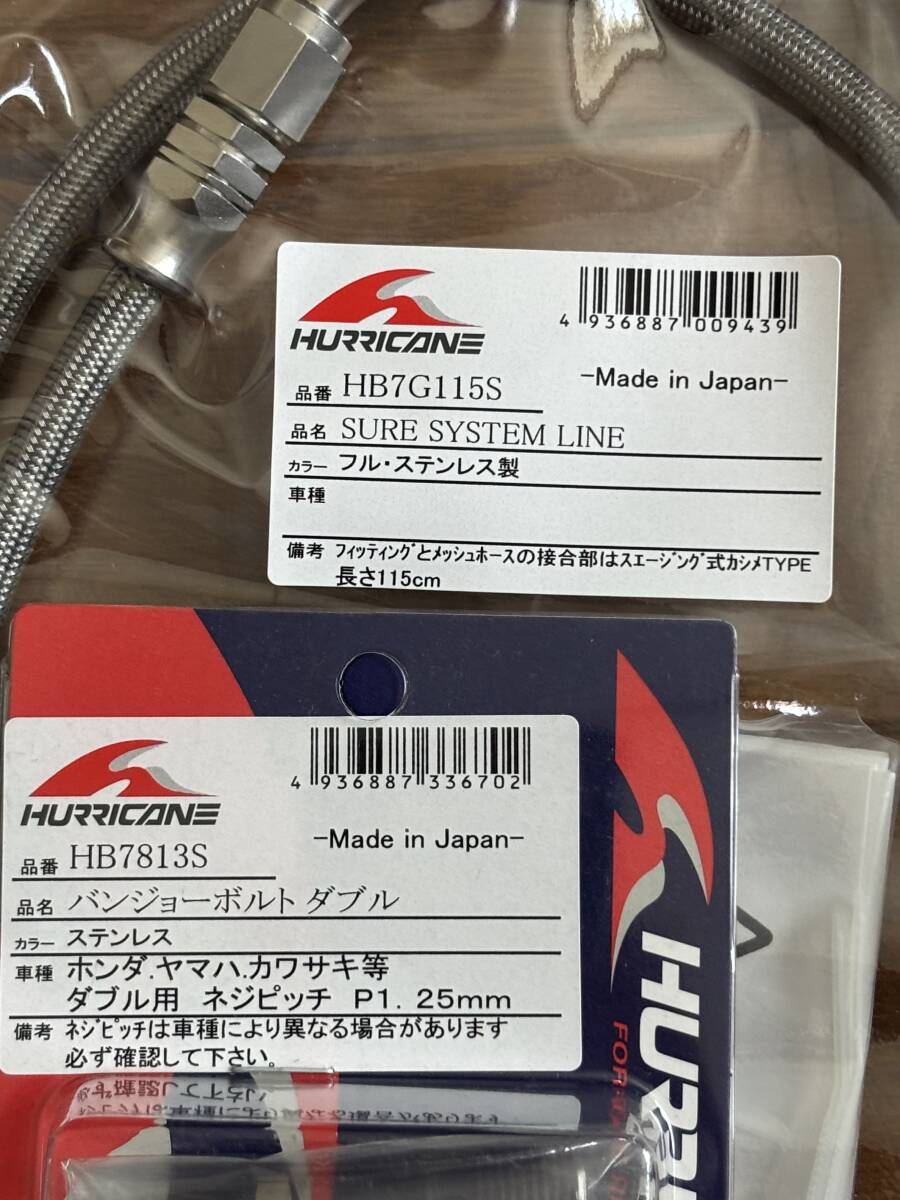 HURRICANE
4 936887 009439
品番 HB7G115S
-Made in Japan-
品名 SURE SYSTEM LINE
カラー フル・ステンレス製
車種
備考 ﾌｨｯﾃｨﾝｸﾞとﾒｯｼｭﾎｰｽの接合部はｽｴｰｼﾞﾝｸﾞ式ｶｼﾒTYPE
長さ115cm
HURRICANE
4 936887 336702
品番 HB7813S
-Made in Japan-
品名 バンジョーボルト ダブル
カラー ステンレス
車種 ホンダ.ヤマハ.カワサキ等
ダブル用 ネジピッチ P1. 25mm
備考 ﾈｼﾞﾋﾟｯﾁは車種により異なる場合があります
必ず確認して下さい。
HURR
FOR